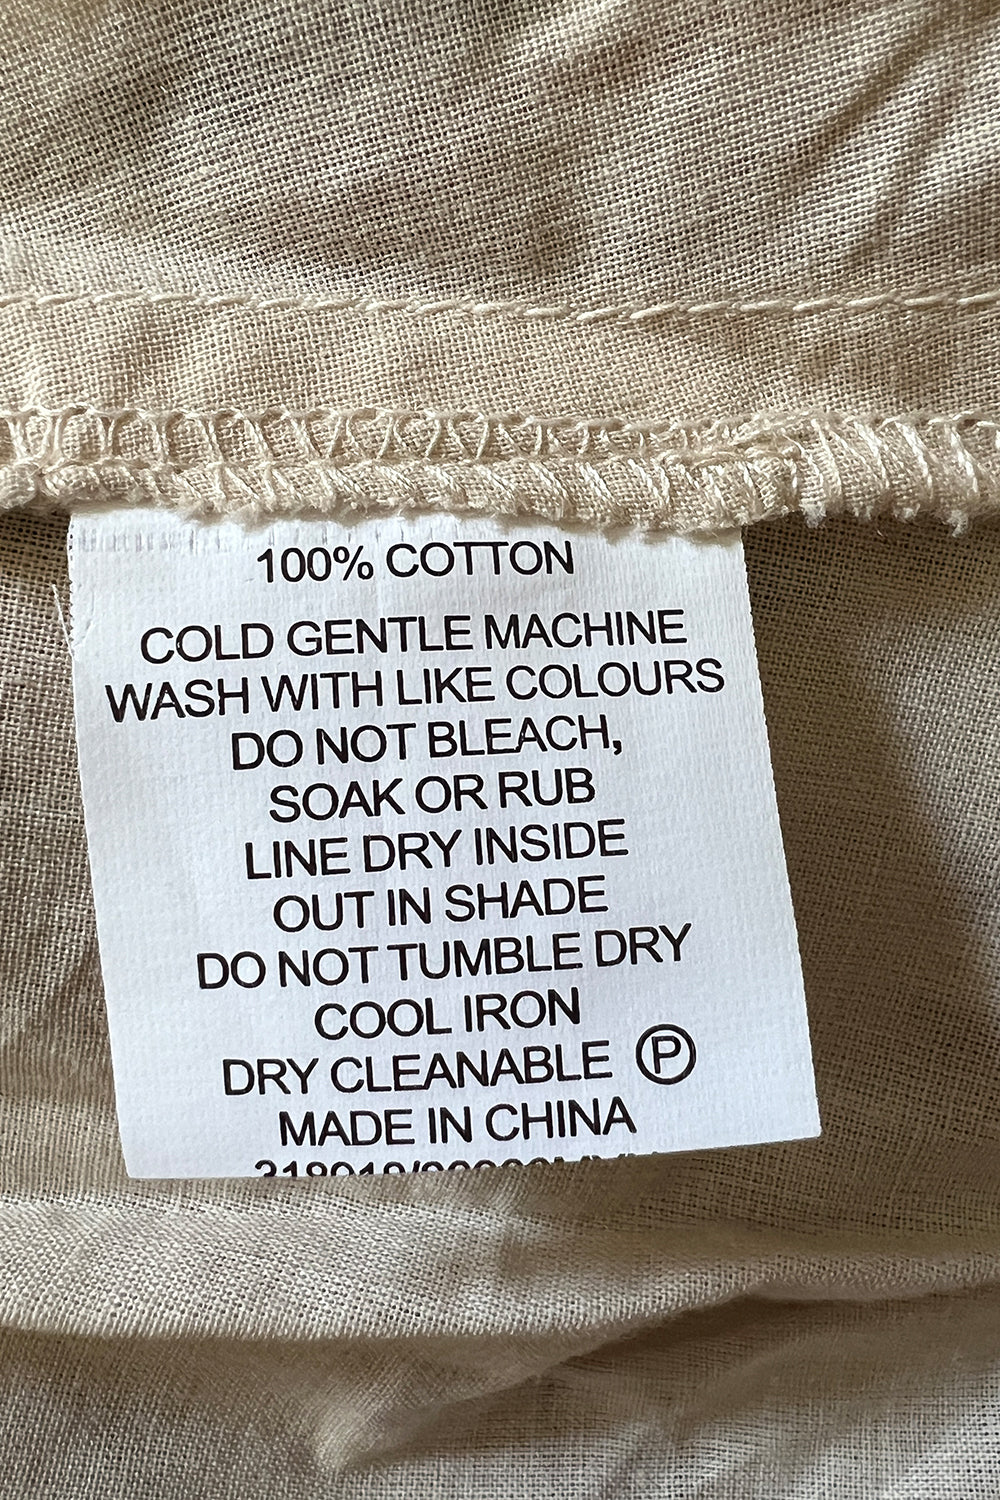 100% COTTON
COLD GENTLE MACHINE
WASH WITH LIKE COLOURS
DO NOT BLEACH,
SOAK OR RUB
LINE DRY INSIDE
OUT IN SHADE
DO NOT TUMBLE DRY
COOL IRON
DRY CLEANABLE Ⓟ
MADE IN CHINA